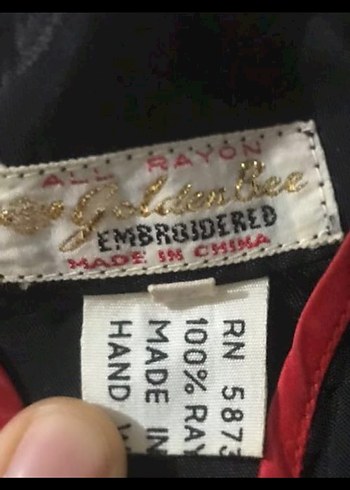 ALL RAYON
Golden Bee
EMBROIDERED
MADE IN CHINA
RN 5873
100% RAY
MADE IN
HAND